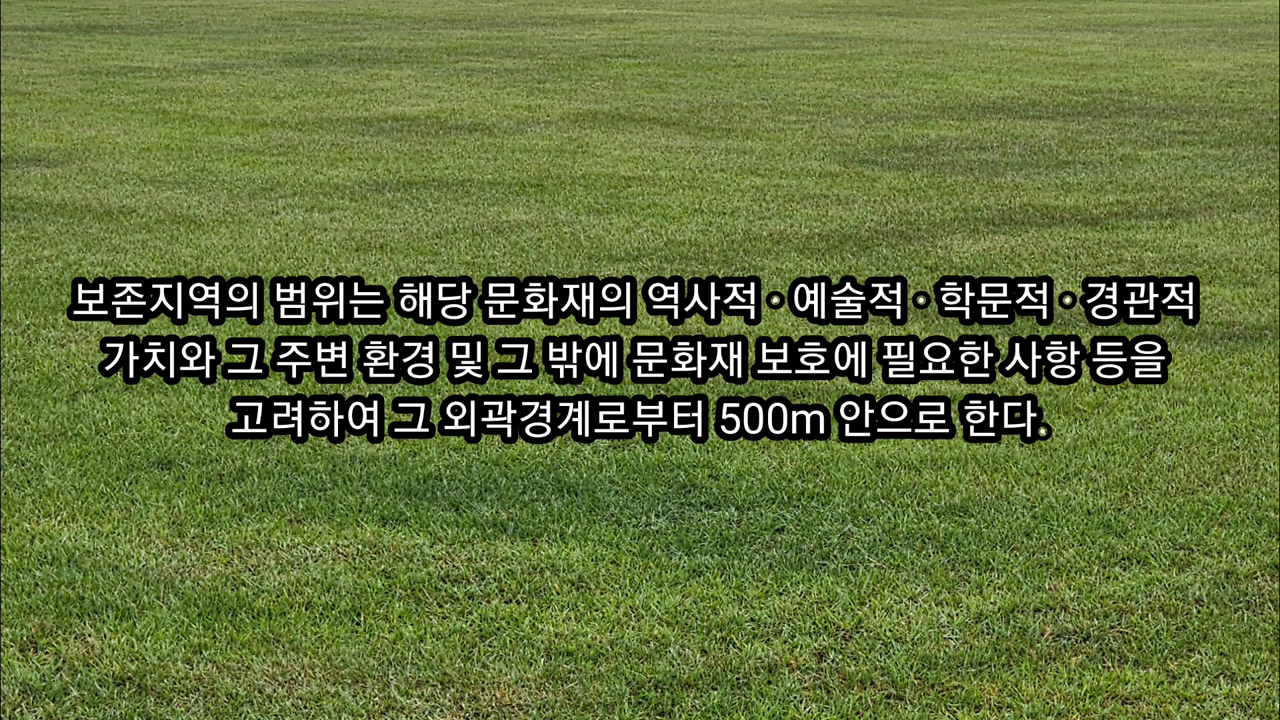 보존지역의 범위는 해당 문화재의 역사적·예술적·학문적·경관적
가치와 그 주변 환경 및 그 밖에 문화재 보호에 필요한 사항 등을
고려하여 그 외곽경계로부터 500m 안으로 한다.